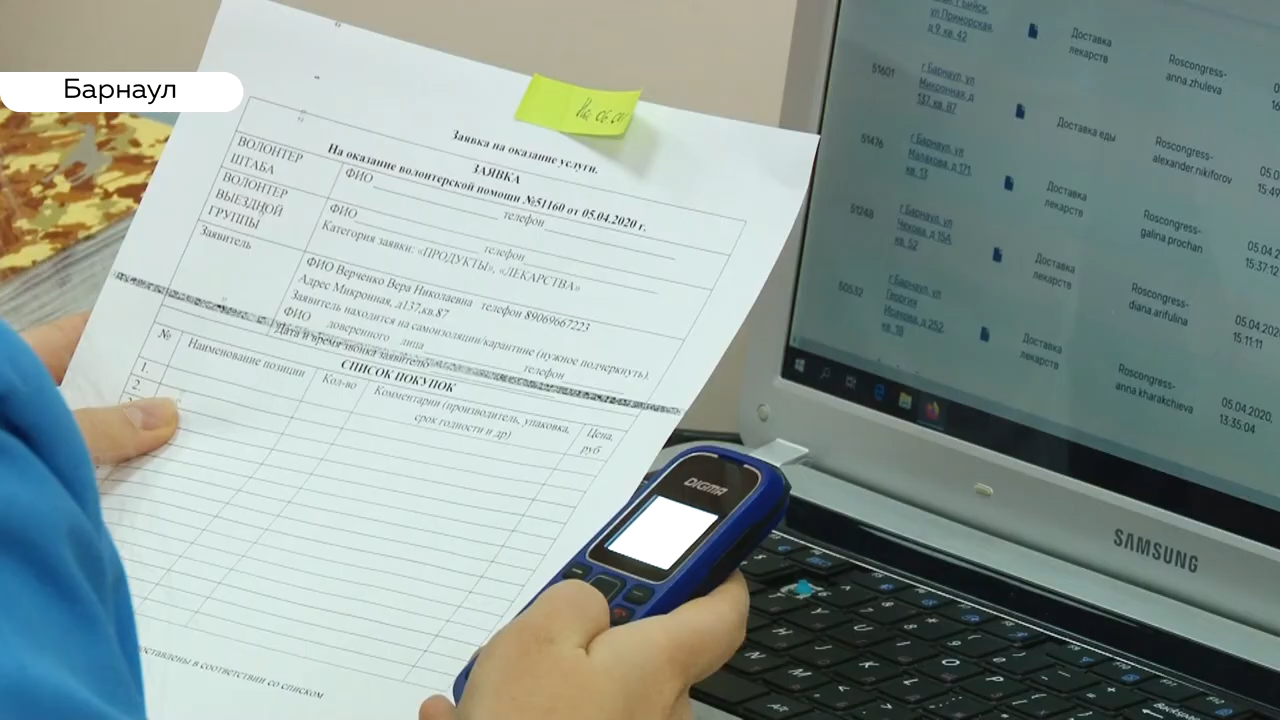 Барнаул
Заявка на оказание услуги.
ЗАЯВКА
На оказание волонтерской помощи №51160 от 05.04.2020 г.
ВОЛОНТЕР ШТАБА
ФИО телефон
ВОЛОНТЕР ВЫЕЗДНОЙ ГРУППЫ
ФИО телефон
Категория заявки: «ПРОДУКТЫ», «ЛЕКАРСТВА»
Заявитель
ФИО Верченко Вера Николаевна телефон 89069667223
Адрес Микронная, д137,кв.87
Заявитель находится на самоизоляции/карантине (нужное подчеркнуть).
ФИО доверенного лица телефон
Дата и время звонка заявителю
СПИСОК ПОКУПОК
№ Наименование позиции Кол-во Комментарии (производитель, упаковка, срок годности и др) Цена, руб
1.
2.
в соответствии со списком
DIGMA
SAMSUNG
ул Приморская,
д 9, кв. 42
Доставка лекарств
Roscongress-
anna.zhuleva
51601
г. Барнаул, ул
Микронная, д
137, кв. 87
Доставка еды
Roscongress-
alexander.nikiforov
51476
г. Барнаул, ул
Малахова, д 171,
кв. 13
Доставка лекарств
Roscongress-
galina.prochan
05.04.2
15:37:12
51248
г. Барнаул, ул
Чехова, д 154,
кв. 52
Доставка лекарств
Roscongress-
diana.arifulina
05.04.202
15:11:11
50532
г. Барнаул, ул
Георгия
Исакова, д 252,
кв. 18
Доставка лекарств
Roscongress-
anna.kharakchieva
05.04.2020,
13:35:04